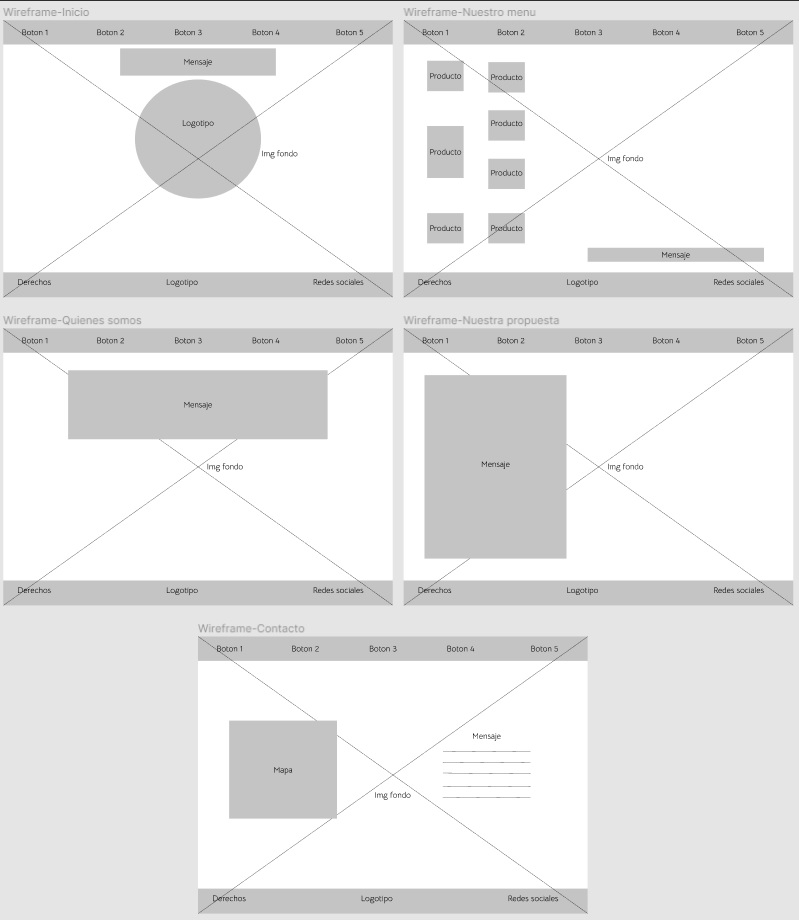 Wireframe-Inicio
Boton 1 Boton 2 Boton 3 Boton 4 Boton 5
Mensaje
Logotipo
Img fondo
Derechos Logotipo Redes sociales
Wireframe-Nuestro menu
Boton 1 Boton 2 Boton 3 Boton 4 Boton 5
Producto Producto
Producto
Producto
Img fondo
Producto
Producto Producto
Mensaje
Derechos Logotipo Redes sociales
Wireframe-Quienes somos
Boton 1 Boton 2 Boton 3 Boton 4 Boton 5
Mensaje
Img fondo
Derechos Logotipo Redes sociales
Wireframe-Nuestra propuesta
Boton 1 Boton 2 Boton 3 Boton 4 Boton 5
Mensaje
Img fondo
Derechos Logotipo Redes sociales
Wireframe-Contacto
Boton 1 Boton 2 Boton 3 Boton 4 Boton 5
Mensaje
Mapa
Img fondo
Derechos Logotipo Redes sociales